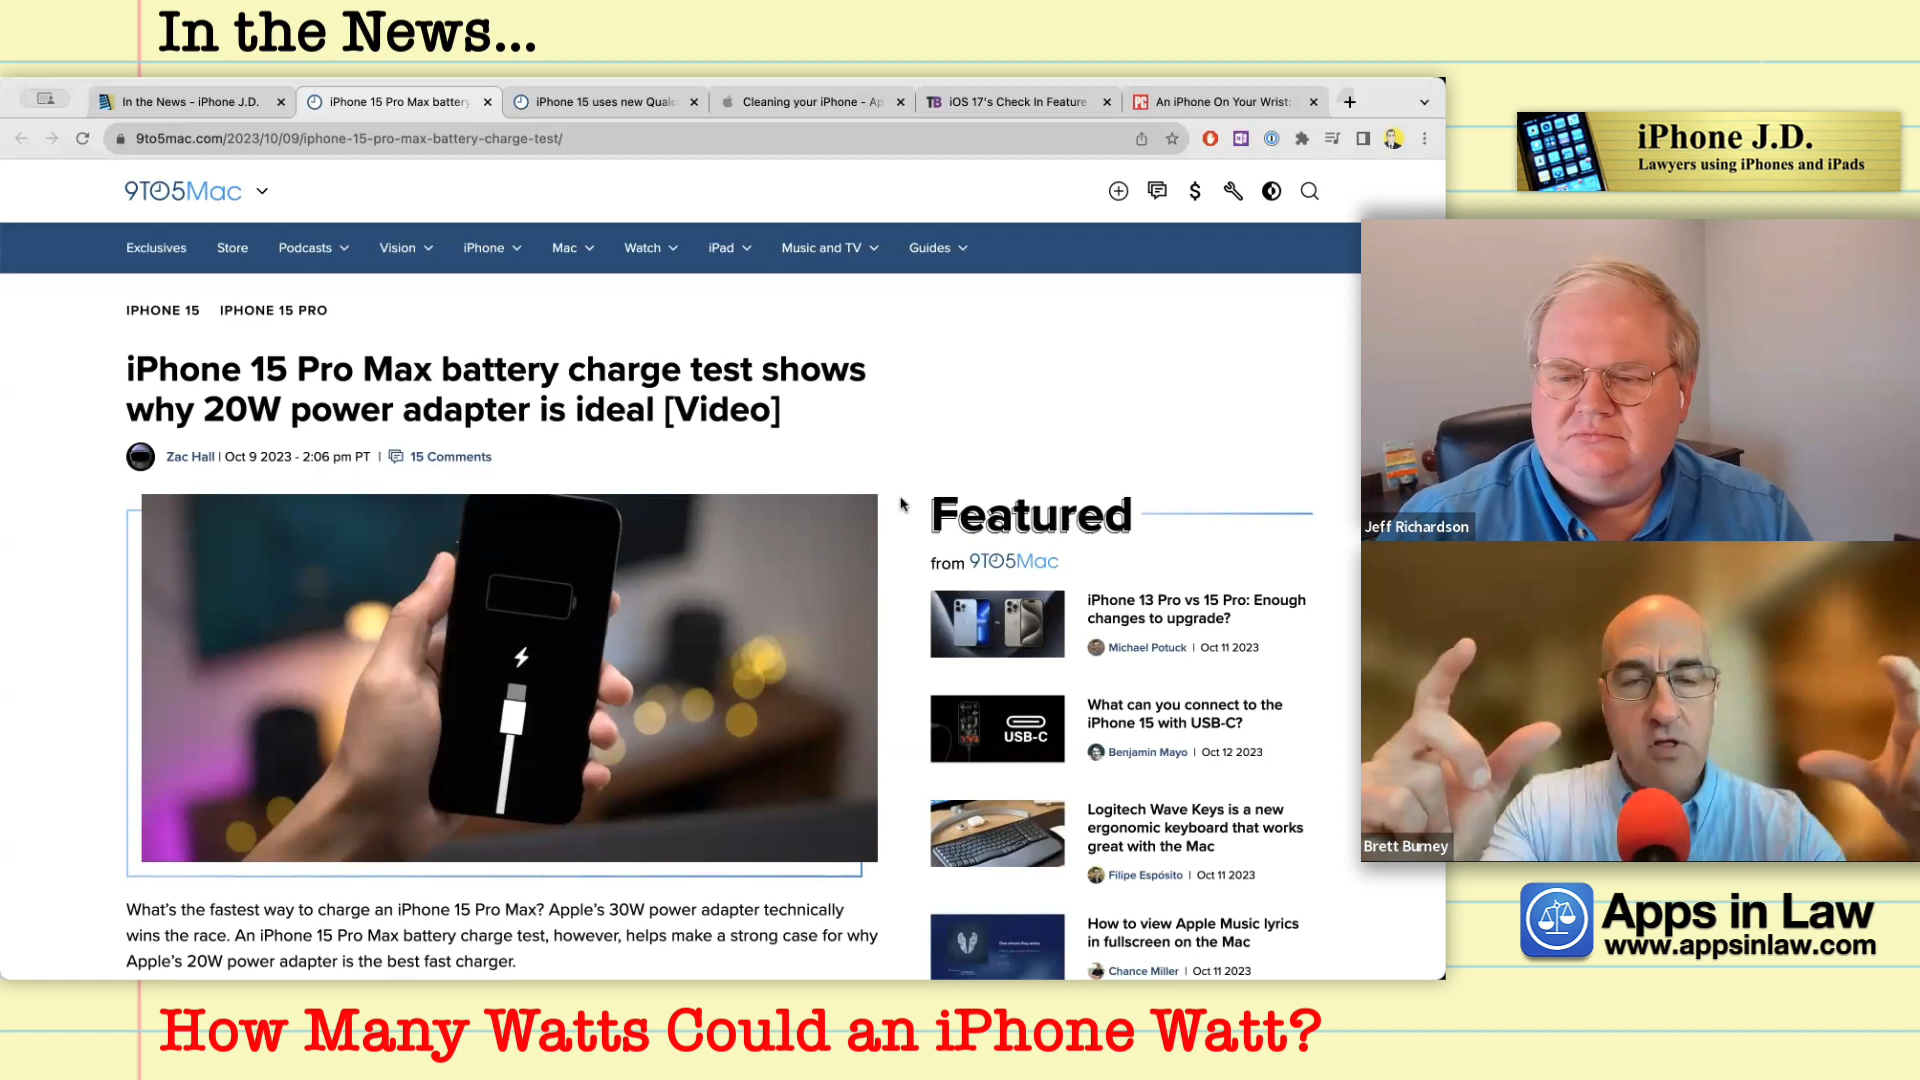 In the News...
In the News - iPhone J.D.
iPhone 15 Pro Max battery
iPhone 15 uses new Qualc
Cleaning your iPhone - Ap
iOS 17's Check In Feature
An iPhone On Your Wrist:
9to5mac.com/2023/10/09/iphone-15-pro-max-battery-charge-test/
iPhone J.D.
Lawyers using iPhones and iPads
9TO5Mac
Exclusives Store Podcasts Vision iPhone Mac Watch iPad Music and TV Guides
IPHONE 15 IPHONE 15 PRO
iPhone 15 Pro Max battery charge test shows
why 20W power adapter is ideal [Video]
Zac Hall | Oct 9 2023 - 2:06 pm PT | 15 Comments
Featured
from 9TO5Mac
iPhone 13 Pro vs 15 Pro: Enough
changes to upgrade?
Michael Potuck | Oct 11 2023
USB-C
What can you connect to the
iPhone 15 with USB-C?
Benjamin Mayo | Oct 12 2023
Logitech Wave Keys is a new
ergonomic keyboard that works
great with the Mac
Filipe Espósito | Oct 11 2023
How to view Apple Music lyrics
in fullscreen on the Mac
Chance Miller | Oct 11 2023
What's the fastest way to charge an iPhone 15 Pro Max? Apple's 30W power adapter technically
wins the race. An iPhone 15 Pro Max battery charge test, however, helps make a strong case for why
Apple's 20W power adapter is the best fast charger.
Jeff Richardson
Brett Burney
Apps in Law
www.appsinlaw.com
How Many Watts Could an iPhone Watt?